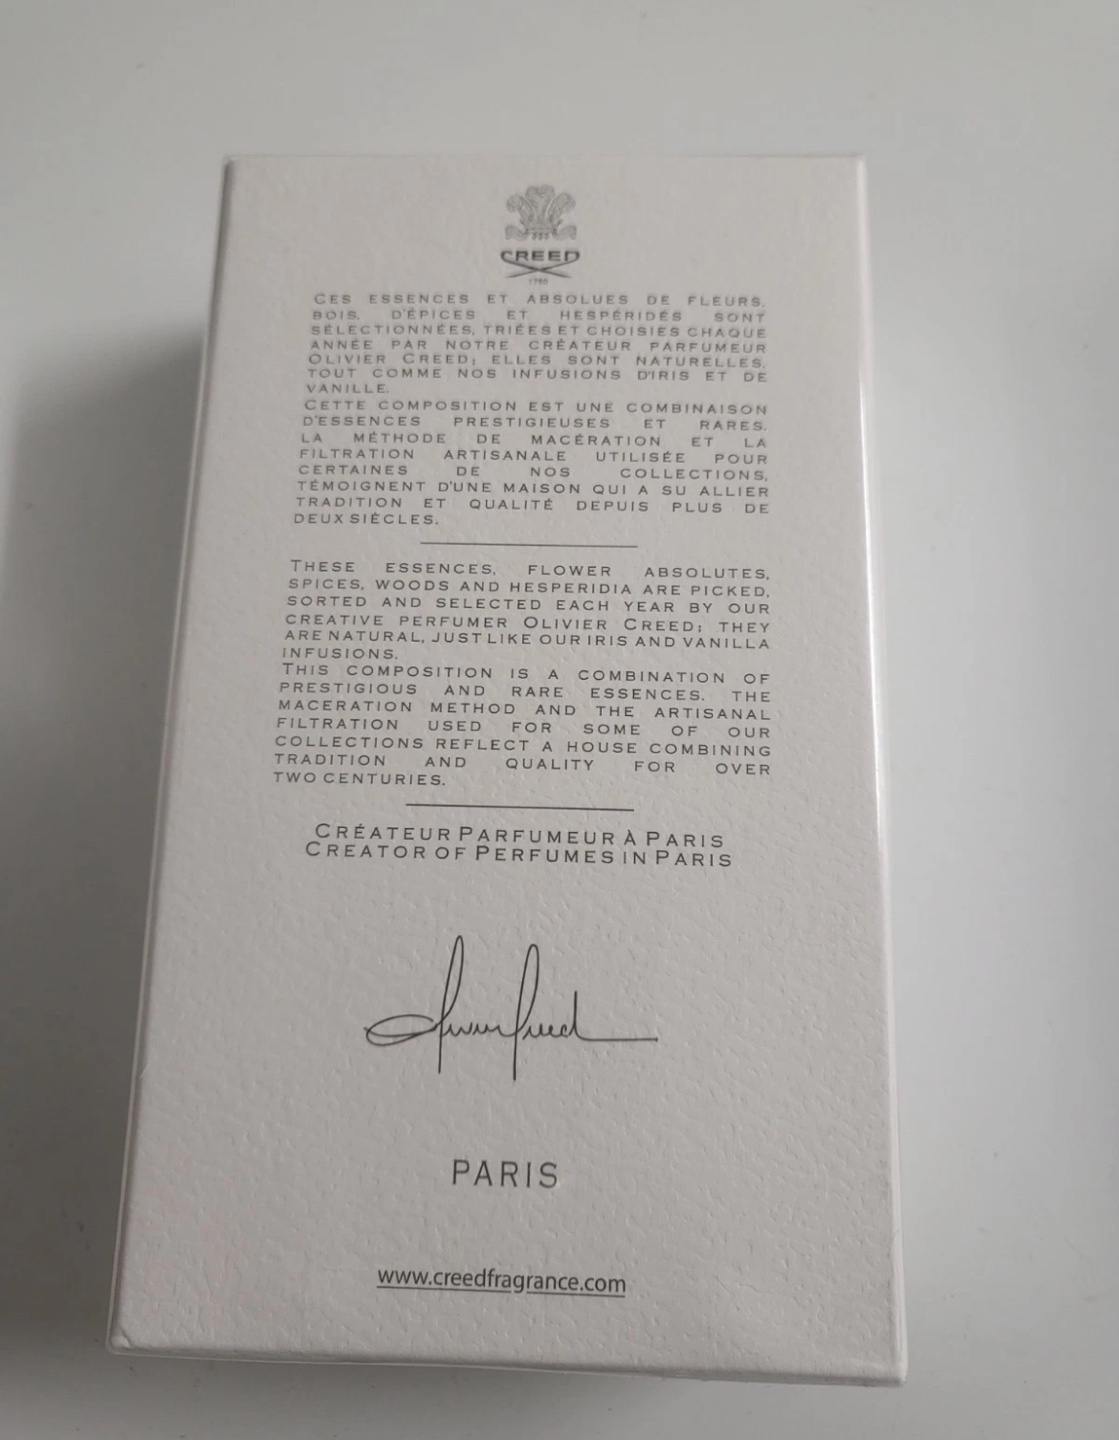 CREED
1760
CES ESSENCES ET ABSOLUES DE FLEURS,
BOIS, D'ÉPICES ET HESPÉRIDÉS SONT
SÉLECTIONNÉES, TRIÉES ET CHOISIES CHAQUE
ANNÉE PAR NOTRE CRÉATEUR PARFUMEUR
OLIVIER CREED; ELLES SONT NATURELLES,
TOUT COMME NOS INFUSIONS D'IRIS ET DE
VANILLE.
CETTE COMPOSITION EST UNE COMBINAISON
D'ESSENCES PRESTIGIEUSES ET RARES.
LA MÉTHODE DE MACÉRATION ET LA
FILTRATION ARTISANALE UTILISÉE POUR
CERTAINES DE NOS COLLECTIONS,
TÉMOIGNENT D'UNE MAISON QUI A SU ALLIER
TRADITION ET QUALITÉ DEPUIS PLUS DE
DEUX SIÈCLES.
THESE ESSENCES, FLOWER ABSOLUTES,
SPICES, WOODS AND HESPERIDIA ARE PICKED,
SORTED AND SELECTED EACH YEAR BY OUR
CREATIVE PERFUMER OLIVIER CREED; THEY
ARE NATURAL, JUST LIKE OUR IRIS AND VANILLA
INFUSIONS.
THIS COMPOSITION IS A COMBINATION OF
PRESTIGIOUS AND RARE ESSENCES. THE
MACERATION METHOD AND THE ARTISANAL
FILTRATION USED FOR SOME OF OUR
COLLECTIONS REFLECT A HOUSE COMBINING
TRADITION AND QUALITY FOR OVER
TWO CENTURIES.
CRÉATEUR PARFUMEUR À PARIS
CREATOR OF PERFUMES IN PARIS
Olivier Creed
PARIS
www.creedfragrance.com